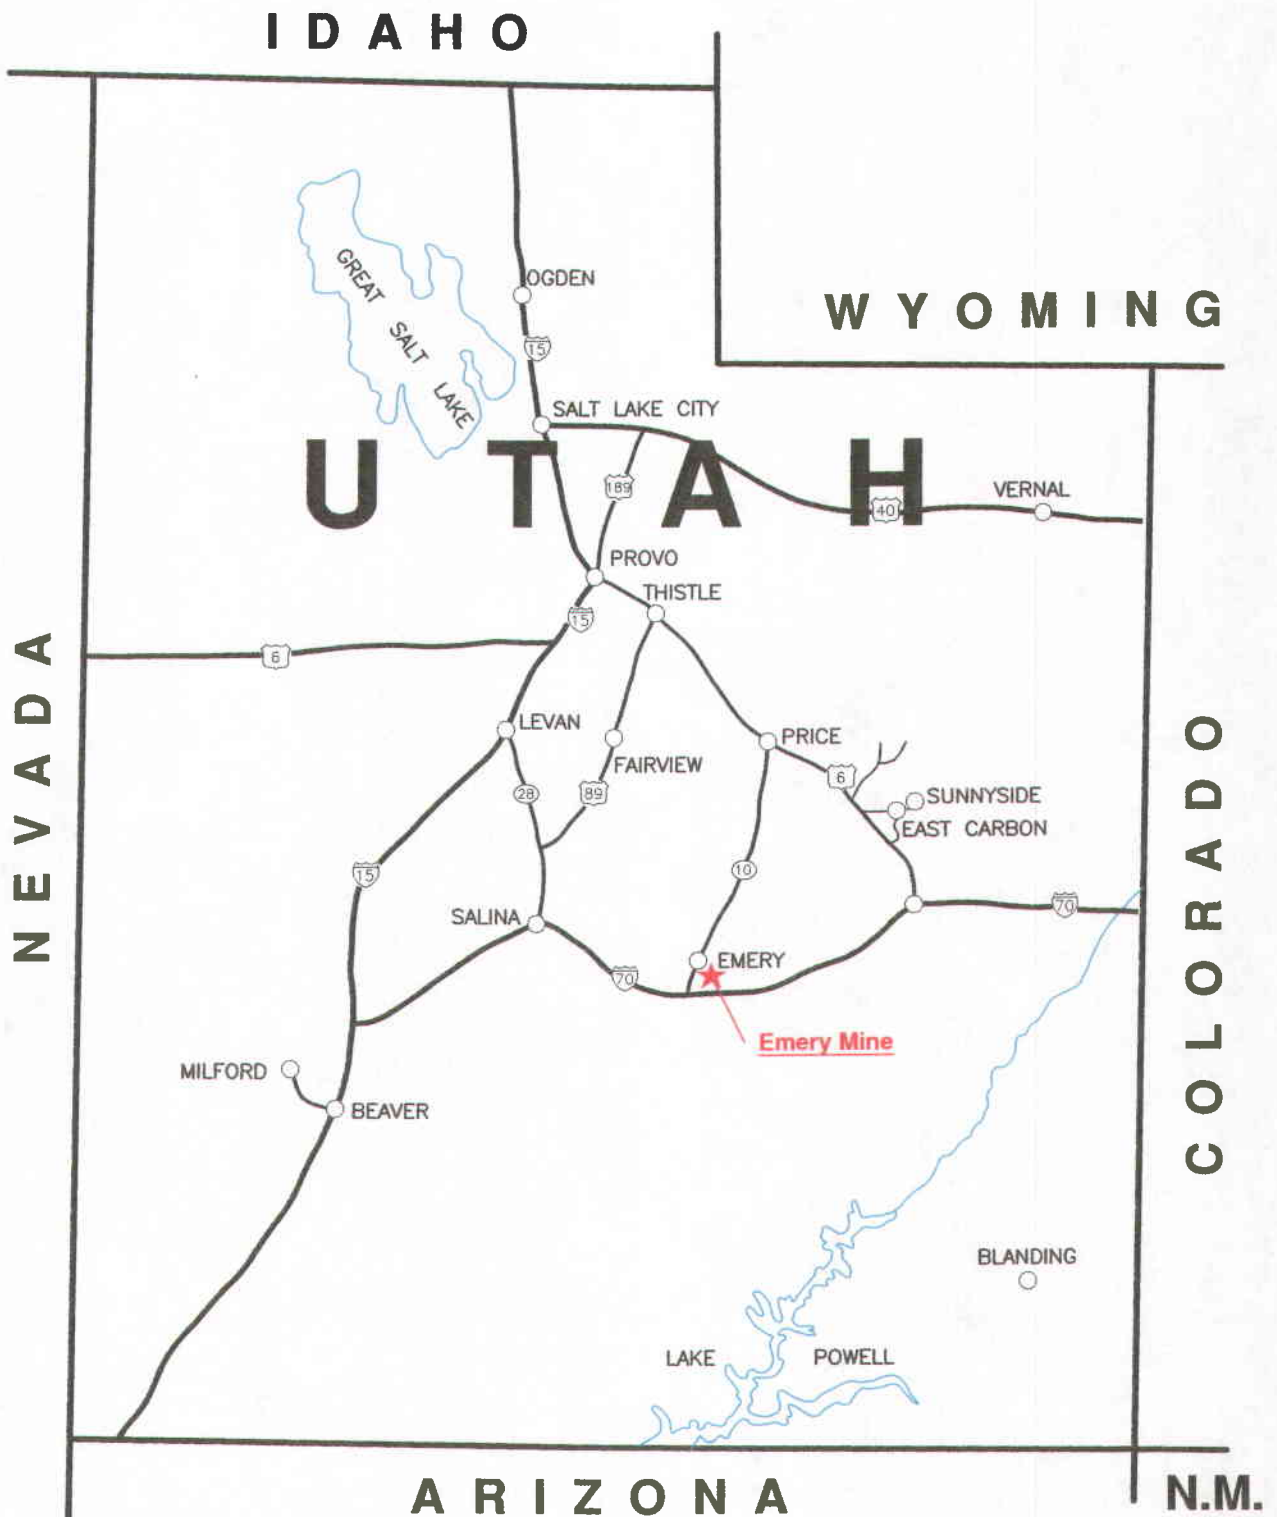 IDAHO
WYOMING
GREAT SALT LAKE
OGDEN
15
SALT LAKE CITY
UTAH
189
40
VERNAL
PROVO
THISTLE
15
6
NEVADA
LEVAN
FAIRVIEW
PRICE
6
28
89
SUNNYSIDE
EAST CARBON
COLORADO
15
10
SALINA
70
70
EMERY
Emery Mine
MILFORD
BEAVER
BLANDING
LAKE POWELL
ARIZONA
N.M.